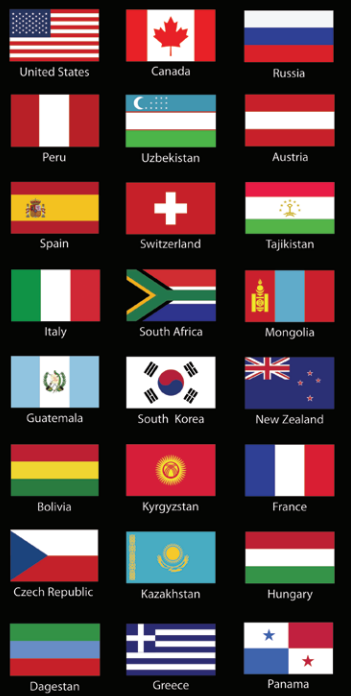 United States
Canada
Russia
Peru
Uzbekistan
Austria
Spain
Switzerland
Tajikistan
Italy
South Africa
Mongolia
Guatemala
South Korea
New Zealand
Bolivia
Kyrgyzstan
France
Czech Republic
Kazakhstan
Hungary
Dagestan
Greece
Panama